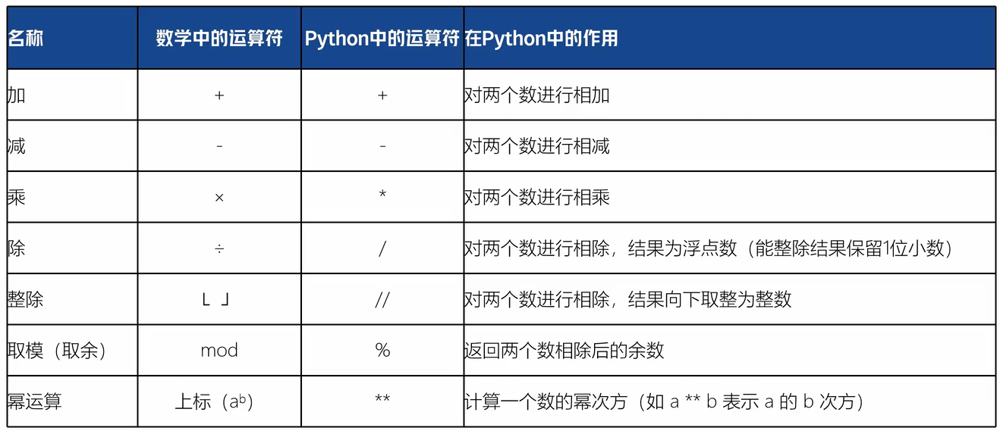 名称 数学中的运算符 Python中的运算符 在Python中的作用
加 + + 对两个数进行相加
减 - - 对两个数进行相减
乘 × * 对两个数进行相乘
除 ÷ / 对两个数进行相除，结果为浮点数（能整除结果保留1位小数）
整除 ⌊ ⌋ // 对两个数进行相除，结果向下取整为整数
取模（取余） mod % 返回两个数相除后的余数
幂运算 上标（aᵇ） ** 计算一个数的幂次方（如 a ** b 表示 a 的 b 次方）